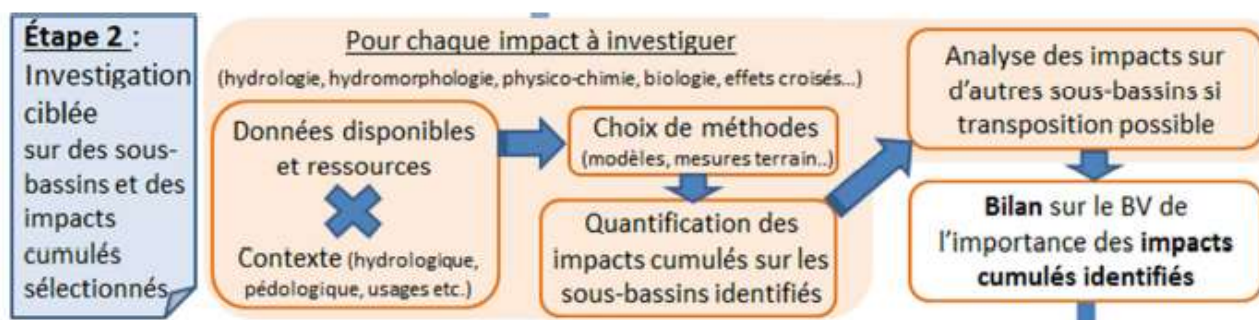 Étape 2 :
Investigation
ciblée
sur des sous-
bassins et des
impacts
cumulés
sélectionnés
Pour chaque impact à investiguer
(hydrologie, hydromorphologie, physico-chimie, biologie, effets croisés...)
Données disponibles
et ressources
Contexte (hydrologique,
pédologique, usages etc.)
Choix de méthodes
(modèles, mesures terrain..)
Quantification des
impacts cumulés sur les
sous-bassins identifiés
Analyse des impacts sur
d'autres sous-bassins si
transposition possible
Bilan sur le BV de
l'importance des impacts
cumulés identifiés